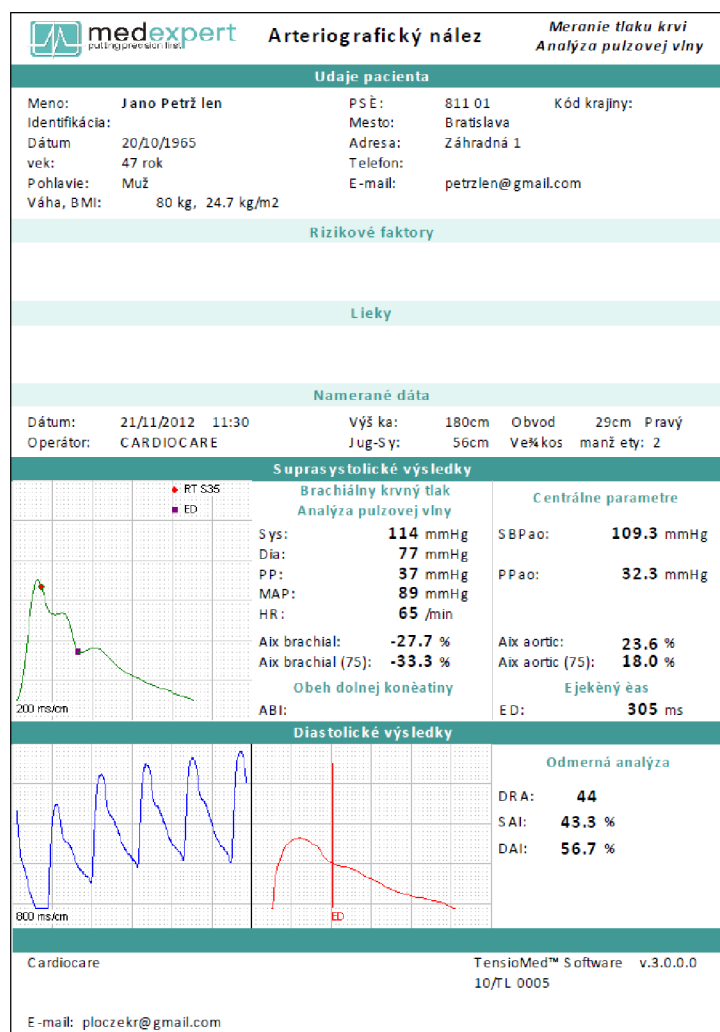 medexpert
putting precision first
Arteriografický nález
Meranie tlaku krvi
Analýza pulzovej vlny
Udaje pacienta
Meno: Jano Petrž len PSÈ: 811 01 Kód krajiny:
Identifikácia: Mesto: Bratislava
Dátum 20/10/1965 Adresa: Záhradná 1
vek: 47 rok Telefon:
Pohlavie: Muž E-mail: petrzlen@gmail.com
Váha, BMI: 80 kg, 24.7 kg/m2
Rizikové faktory
Lieky
Namerané dáta
Dátum: 21/11/2012 11:30 Výš ka: 180cm Obvod 29cm Pravý
Operátor: CARDIOCARE Jug-Sy: 56cm Ve¾kos manž ety: 2
Suprasystolické výsledky
RT S35
ED
200 ms/cm
Brachiálny krvný tlak
Analýza pulzovej vlny
Sys: 114 mmHg
Dia: 77 mmHg
PP: 37 mmHg
MAP: 89 mmHg
HR: 65 /min
Aix brachial: -27.7 %
Aix brachial (75): -33.3 %
Obeh dolnej konèatiny
ABI:
Centrálne parametre
SBPao: 109.3 mmHg
PPao: 32.3 mmHg
Aix aortic: 23.6 %
Aix aortic (75): 18.0 %
Ejekèný èas
ED: 305 ms
Diastolické výsledky
800 ms/cm
ED
Odmerná analýza
DRA: 44
SAI: 43.3 %
DAI: 56.7 %
Cardiocare TensioMed™ Software v.3.0.0.0
10/TL 0005
E-mail: ploczekr@gmail.com